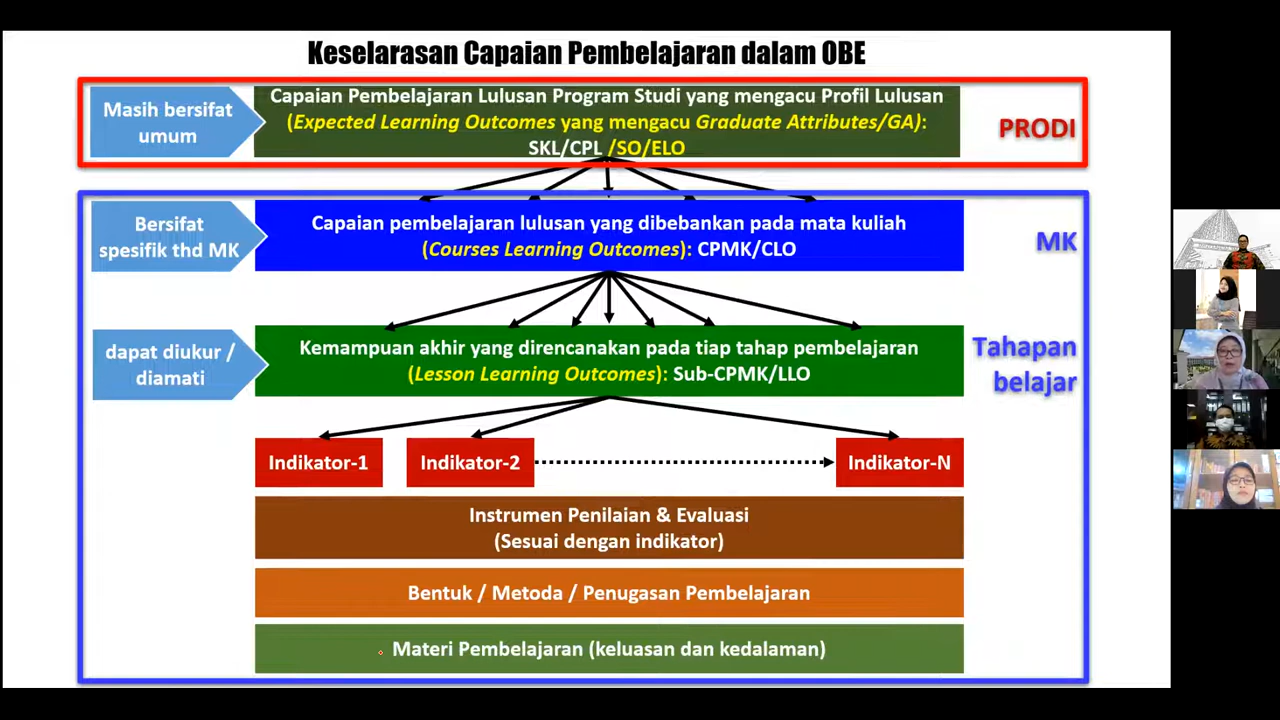 Keselarasan Capaian Pembelajaran dalam OBE
Masih bersifat
umum
Capaian Pembelajaran Lulusan Program Studi yang mengacu Profil Lulusan
(Expected Learning Outcomes yang mengacu Graduate Attributes/GA):
SKL/CPL /SO/ELO
PRODI
Bersifat
spesifik thd MK
Capaian pembelajaran lulusan yang dibebankan pada mata kuliah
(Courses Learning Outcomes): CPMK/CLO
MK
dapat diukur /
diamati
Kemampuan akhir yang direncanakan pada tiap tahap pembelajaran
(Lesson Learning Outcomes): Sub-CPMK/LLO
Tahapan
belajar
Indikator-1
Indikator-2
Indikator-N
Instrumen Penilaian & Evaluasi
(Sesuai dengan indikator)
Bentuk / Metoda / Penugasan Pembelajaran
Materi Pembelajaran (keluasan dan kedalaman)